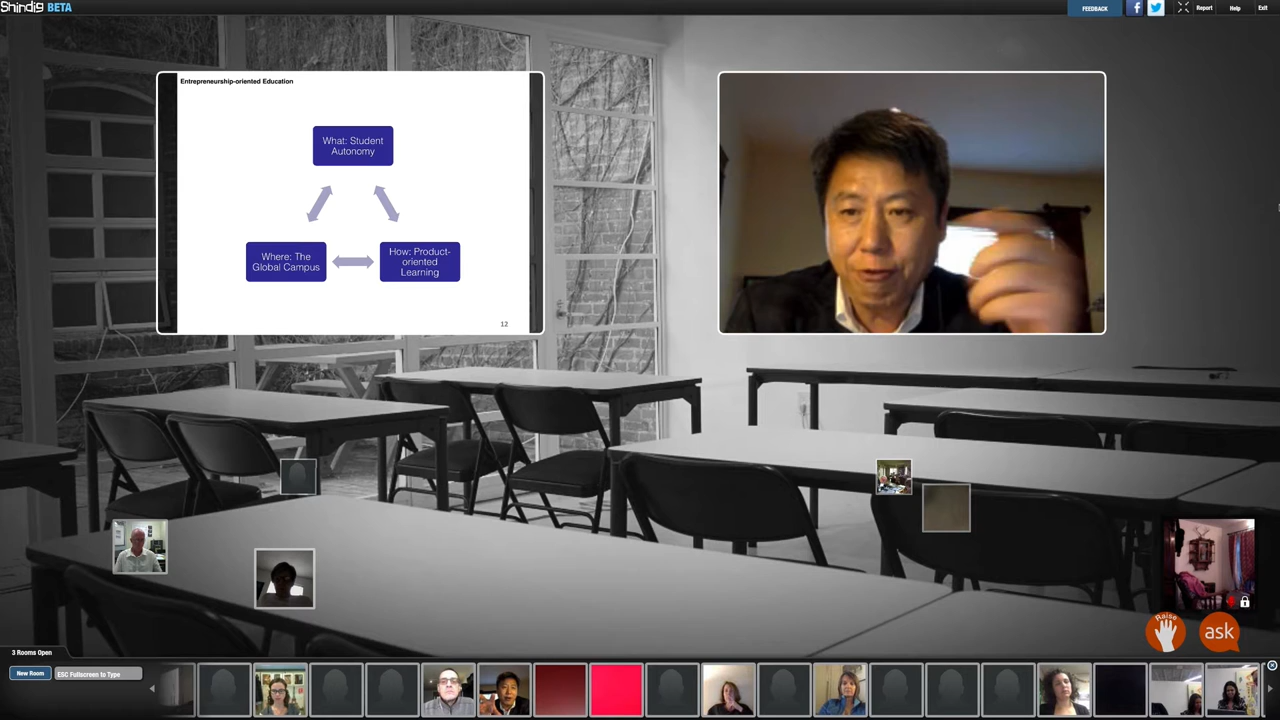 Shindig BETA
FEEDBACK
f
Report
Help
Exit
Entrepreneurship-oriented Education
What: Student
Autonomy
Where: The
Global Campus
How: Product-
oriented
Learning
12
Raise
ask
3 Rooms Open
New Room
ESC Fullscreen to Type